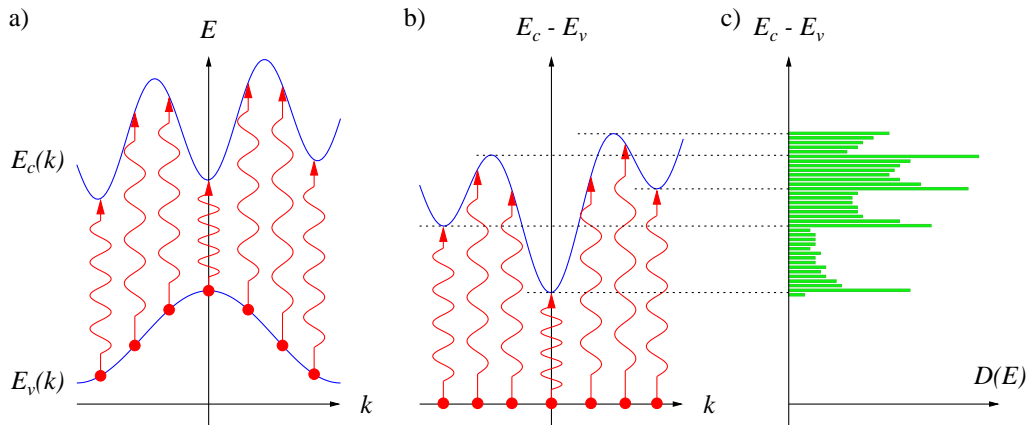 a)
E
E_c(k)
E_v(k)
k
b)
E_c - E_v
k
c)
E_c - E_v
D(E)